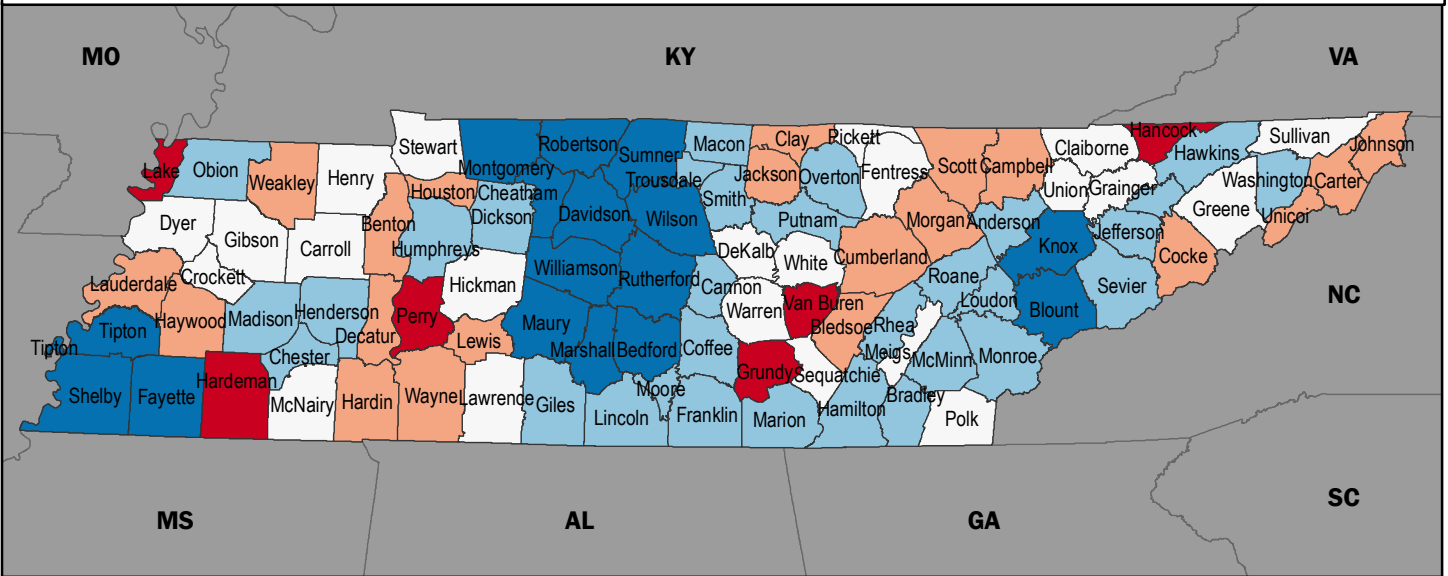 MO
KY
VA
Lake
Obion
Weakley
Henry
Stewart
Montgomery
Robertson
Sumner
Trousdale
Macon
Clay
Pickett
Fentress
Scott
Campbell
Claiborne
Hancock
Hawkins
Sullivan
Johnson
Houston
Cheatham
Dickson
Davidson
Wilson
Smith
Jackson
Overton
Putnam
Morgan
Anderson
Union
Grainger
Washington
Carter
Unicoi
Greene
Dyer
Gibson
Carroll
Benton
Humphreys
Hickman
Williamson
Rutherford
DeKalb
White
Cumberland
Knox
Jefferson
Cocke
Crockett
Lauderdale
Haywood
Madison
Henderson
Decatur
Perry
Lewis
Maury
Marshall
Bedford
Cannon
Warren
Van Buren
Bledsoe
Rhea
Roane
Loudon
Blount
Sevier
NC
Tipton
Tipton
Chester
Coffee
Grundy
Sequatchie
Meigs
McMinn
Monroe
Shelby
Fayette
Hardeman
McNairy
Hardin
Wayne
Lawrence
Giles
Moore
Lincoln
Franklin
Marion
Hamilton
Bradley
Polk
MS
AL
GA
SC